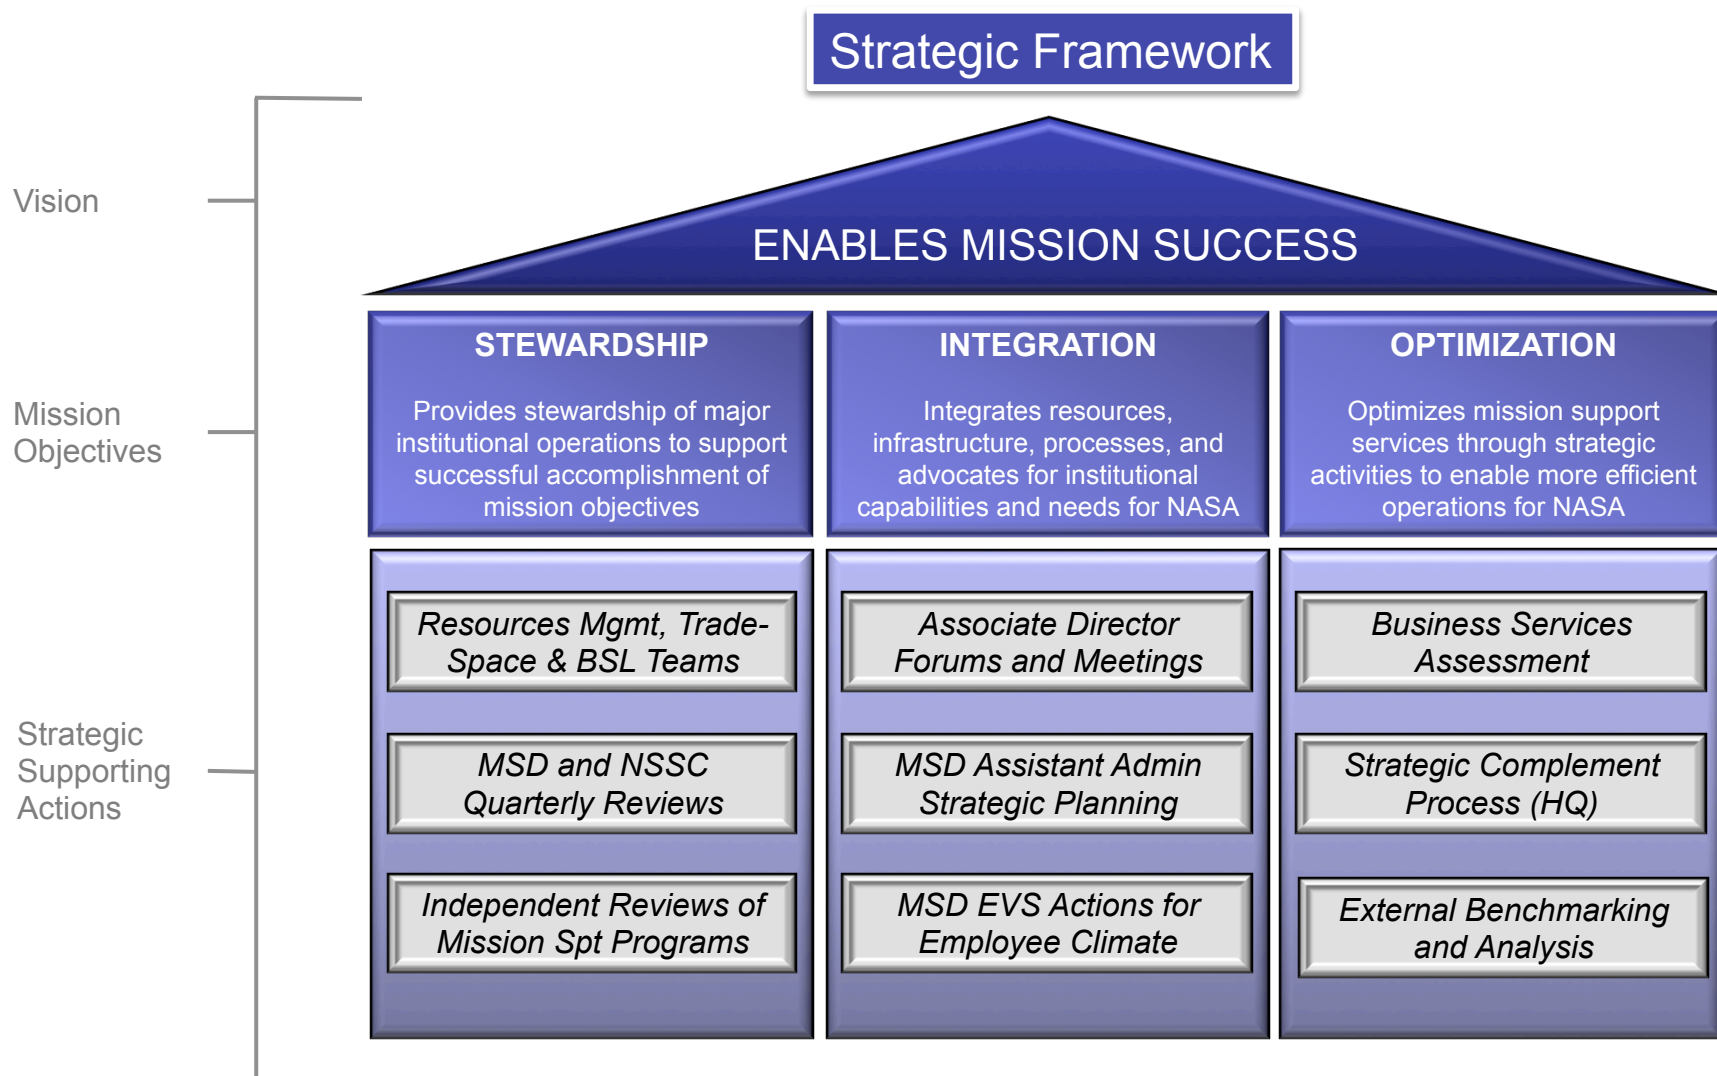 Strategic Framework
Vision
ENABLES MISSION SUCCESS
Mission
Objectives
STEWARDSHIP
Provides stewardship of major
institutional operations to support
successful accomplishment of
mission objectives
INTEGRATION
Integrates resources,
infrastructure, processes, and
advocates for institutional
capabilities and needs for NASA
OPTIMIZATION
Optimizes mission support
services through strategic
activities to enable more efficient
operations for NASA
Strategic
Supporting
Actions
Resources Mgmt, Trade-
Space & BSL Teams
MSD and NSSC
Quarterly Reviews
Independent Reviews of
Mission Spt Programs
Associate Director
Forums and Meetings
MSD Assistant Admin
Strategic Planning
MSD EVS Actions for
Employee Climate
Business Services
Assessment
Strategic Complement
Process (HQ)
External Benchmarking
and Analysis